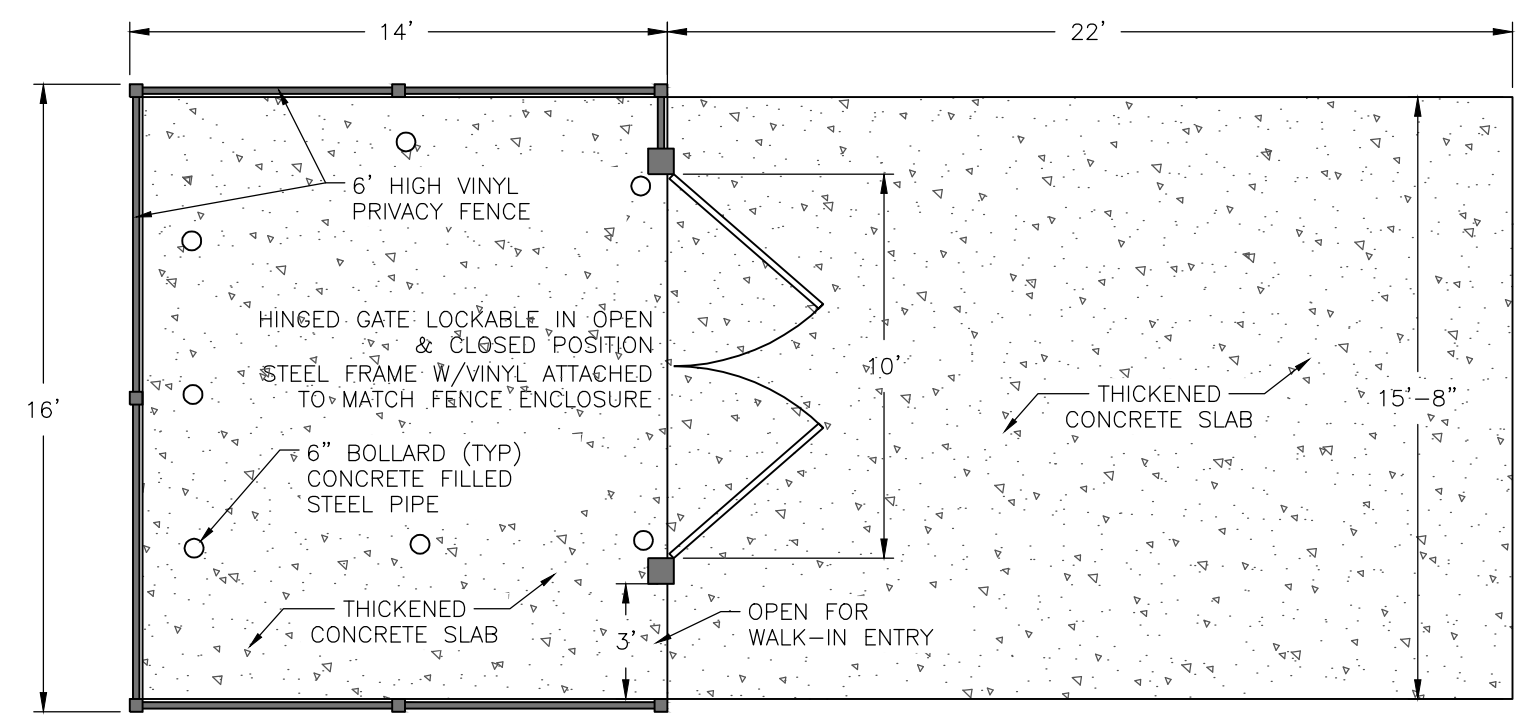 14'
22'
6' HIGH VINYL
PRIVACY FENCE
HINGED GATE LOCKABLE IN OPEN
& CLOSED POSITION
STEEL FRAME W/VINYL ATTACHED
TO MATCH FENCE ENCLOSURE
10'
THICKENED
CONCRETE SLAB
15'-8"
16'
6" BOLLARD (TYP)
CONCRETE FILLED
STEEL PIPE
THICKENED
CONCRETE SLAB
3'
OPEN FOR
WALK-IN ENTRY